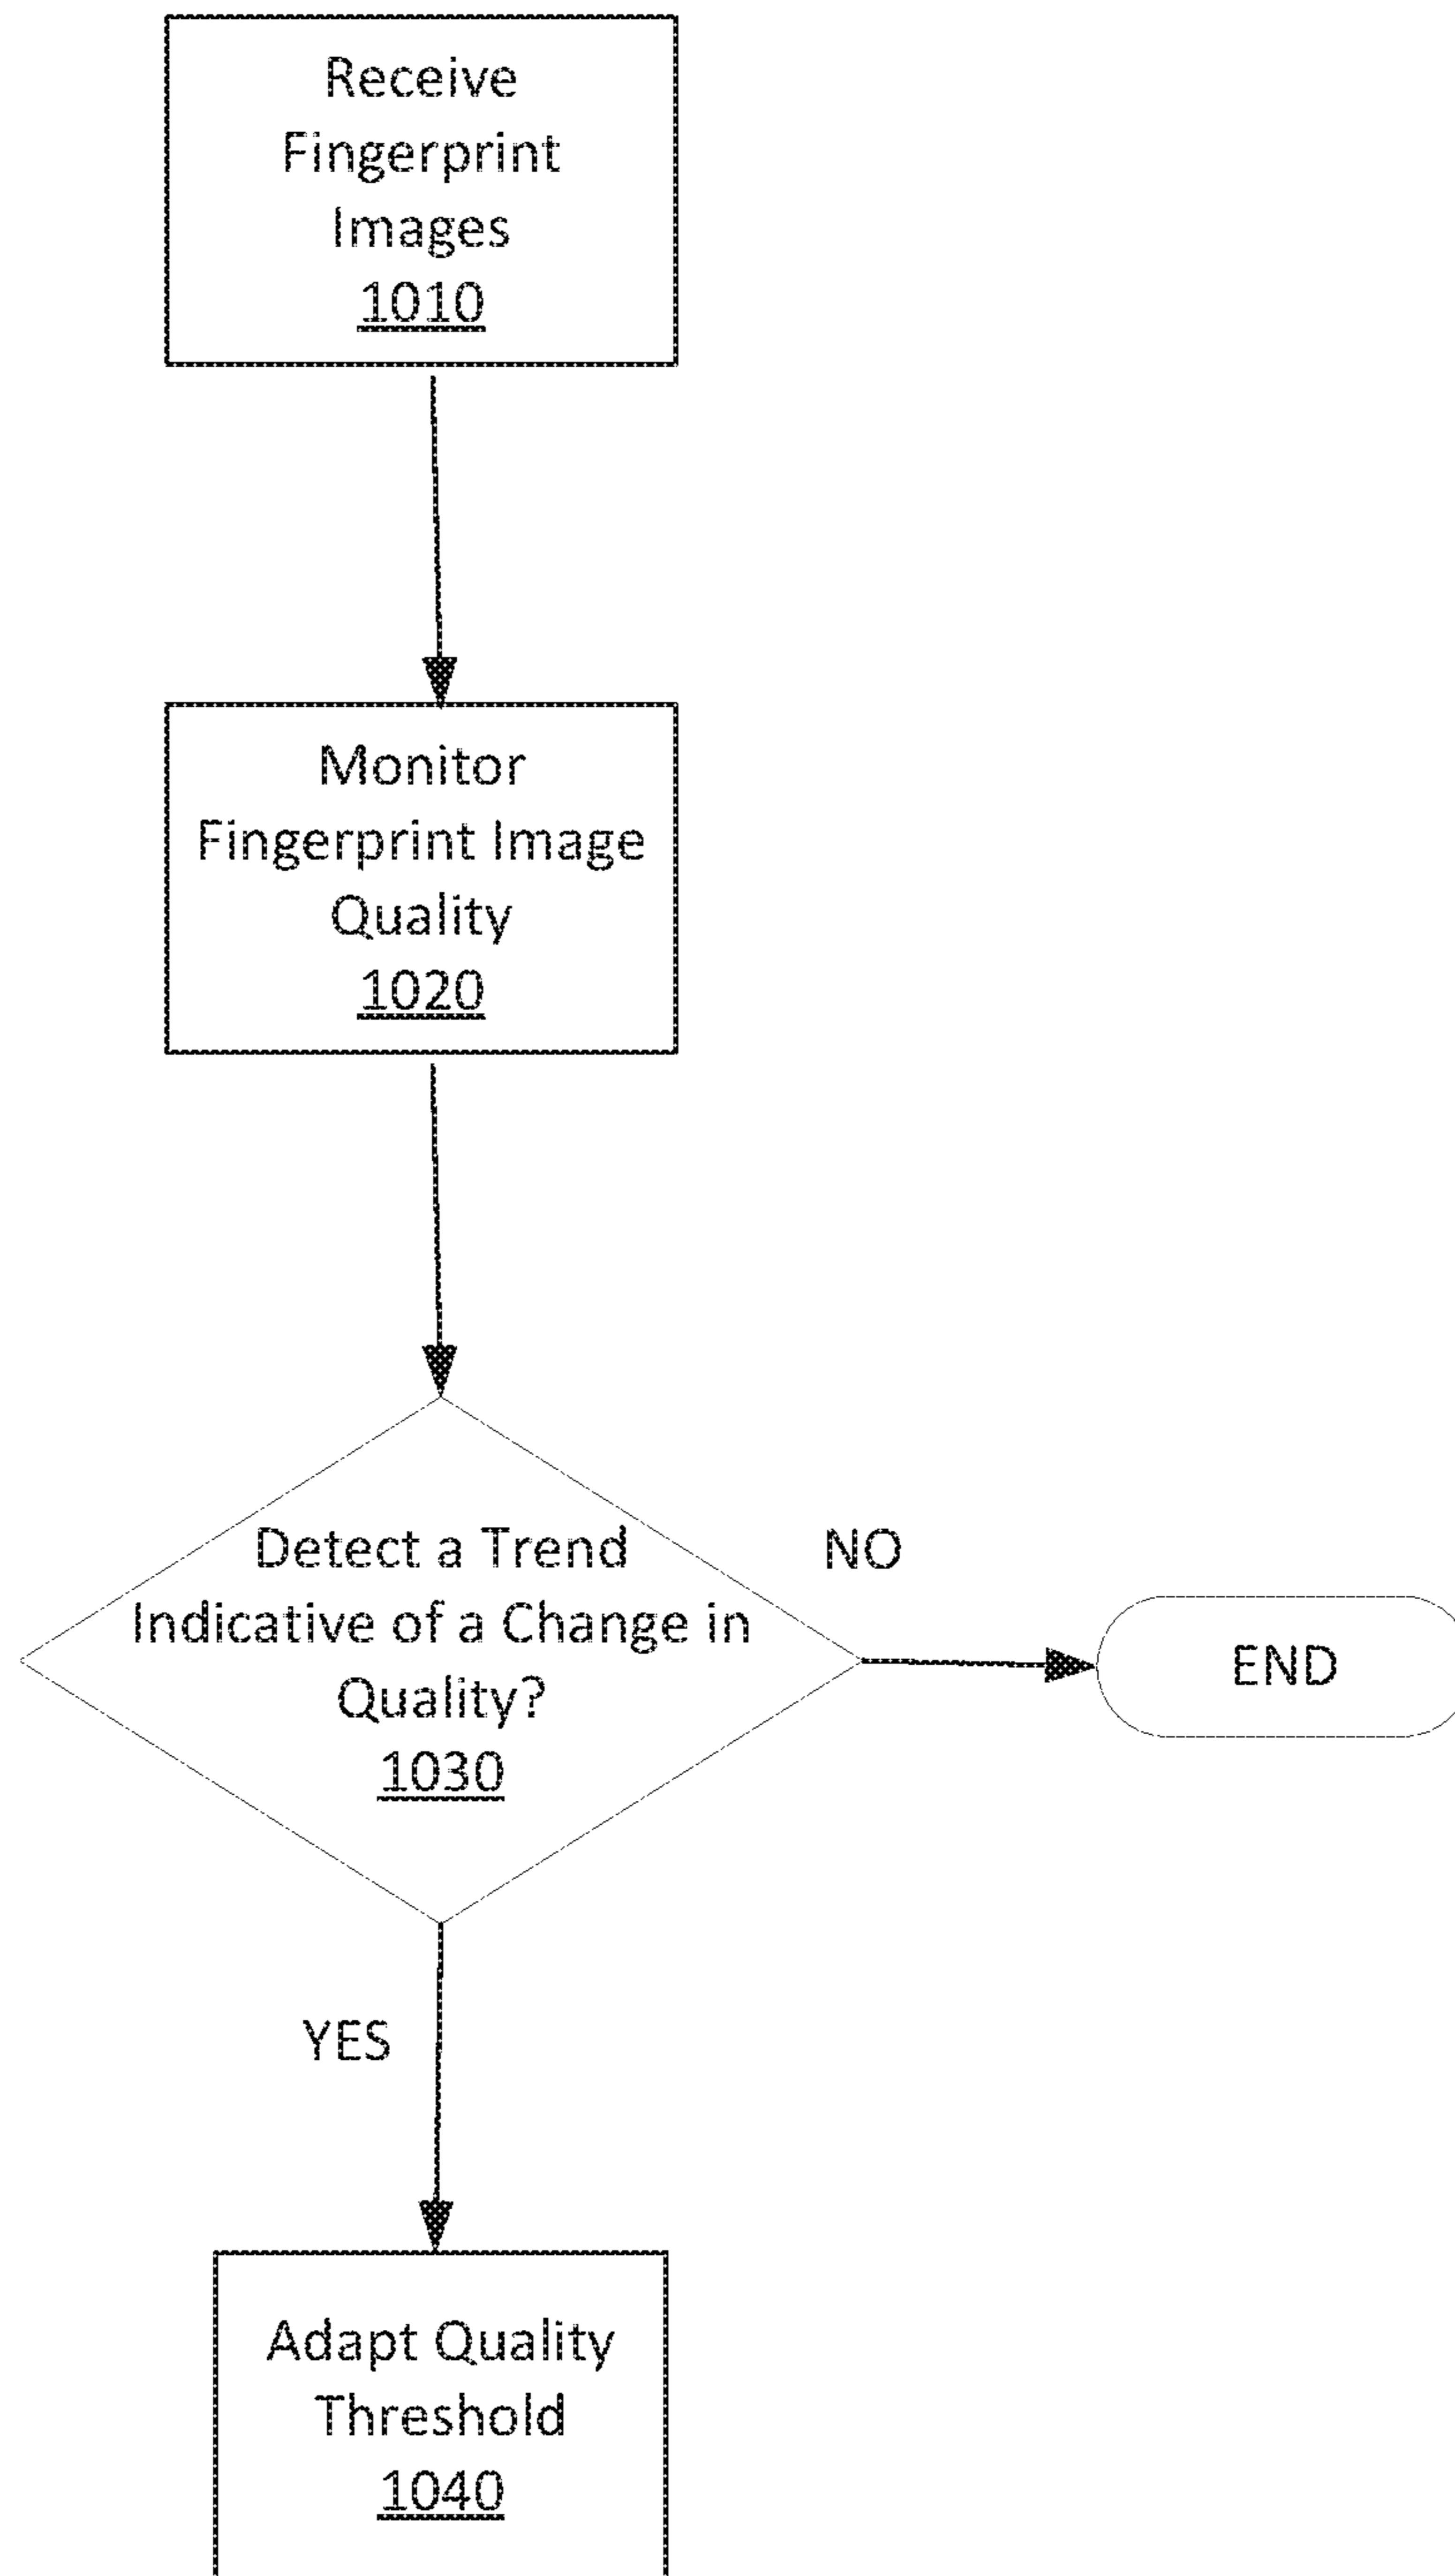 Receive
Fingerprint
Images
1010
Monitor
Fingerprint Image
Quality
1020
Detect a Trend
Indicative of a Change in
Quality?
1030
NO
END
YES
Adapt Quality
Threshold
1040